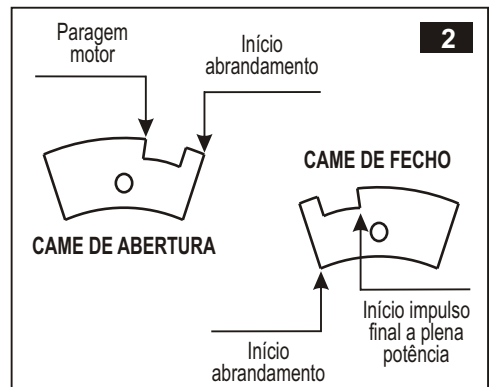 Paragem
motor
Início
abrandamento
2
CAME DE ABERTURA
CAME DE FECHO
Início
abrandamento
Início impulso
final a plena
potência